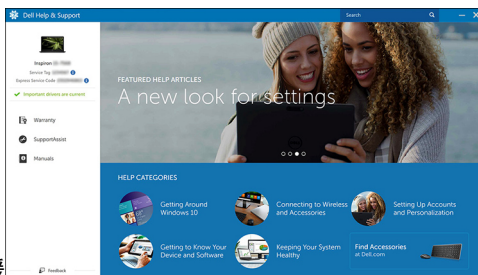 Dell Help & Support
Search
Inspiron
Service Tag
Express Service Code
Important drivers are current
Warranty
SupportAssist
Manuals
Feedback
FEATURED HELP ARTICLES
A new look for settings
HELP CATEGORIES
Getting Around
Windows 10
Connecting to Wireless
and Accessories
Setting Up Accounts
and Personalization
Getting to Know Your
Device and Software
Keeping Your System
Healthy
Find Accessories
at Dell.com